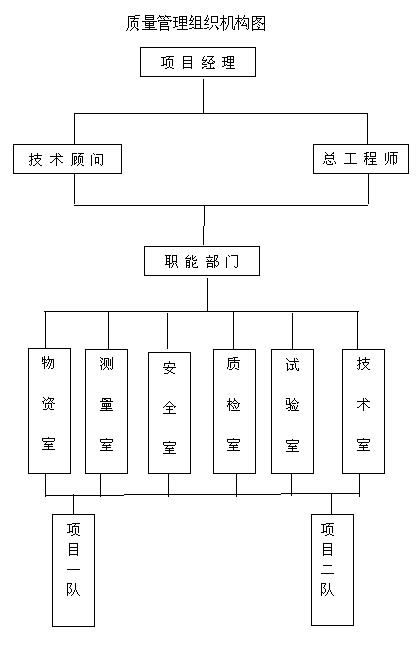 质量管理组织机构图
项目经理
技术顾问
总工程师
职能部门
物资室
测量室
安全室
质检室
试验室
技术室
项目一队
项目二队